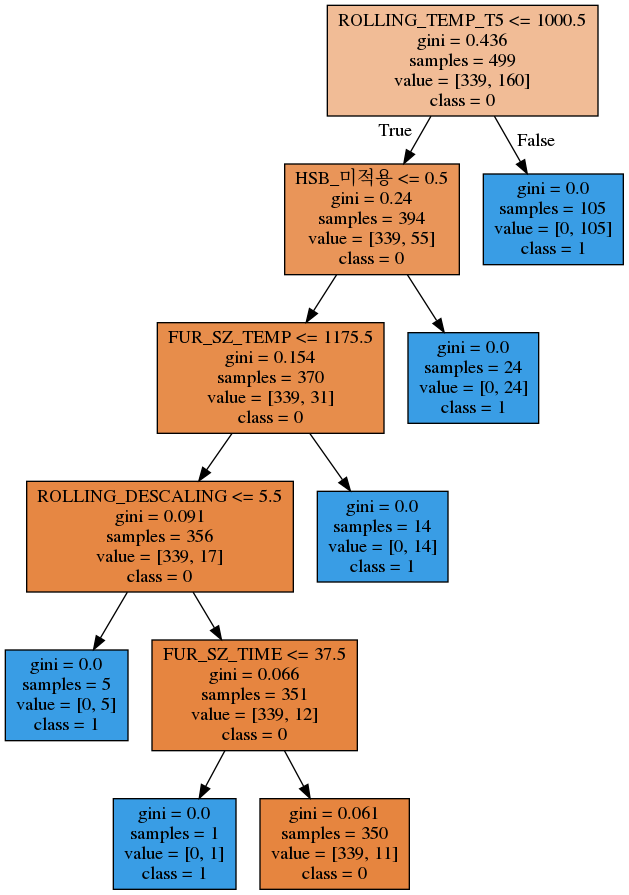 ROLLING_TEMP_T5 <= 1000.5
gini = 0.436
samples = 499
value = [339, 160]
class = 0
True
False
HSB_미적용 <= 0.5
gini = 0.24
samples = 394
value = [339, 55]
class = 0
gini = 0.0
samples = 105
value = [0, 105]
class = 1
FUR_SZ_TEMP <= 1175.5
gini = 0.154
samples = 370
value = [339, 31]
class = 0
gini = 0.0
samples = 24
value = [0, 24]
class = 1
ROLLING_DESCALING <= 5.5
gini = 0.091
samples = 356
value = [339, 17]
class = 0
gini = 0.0
samples = 14
value = [0, 14]
class = 1
gini = 0.0
samples = 5
value = [0, 5]
class = 1
FUR_SZ_TIME <= 37.5
gini = 0.066
samples = 351
value = [339, 12]
class = 0
gini = 0.0
samples = 1
value = [0, 1]
class = 1
gini = 0.061
samples = 350
value = [339, 11]
class = 0